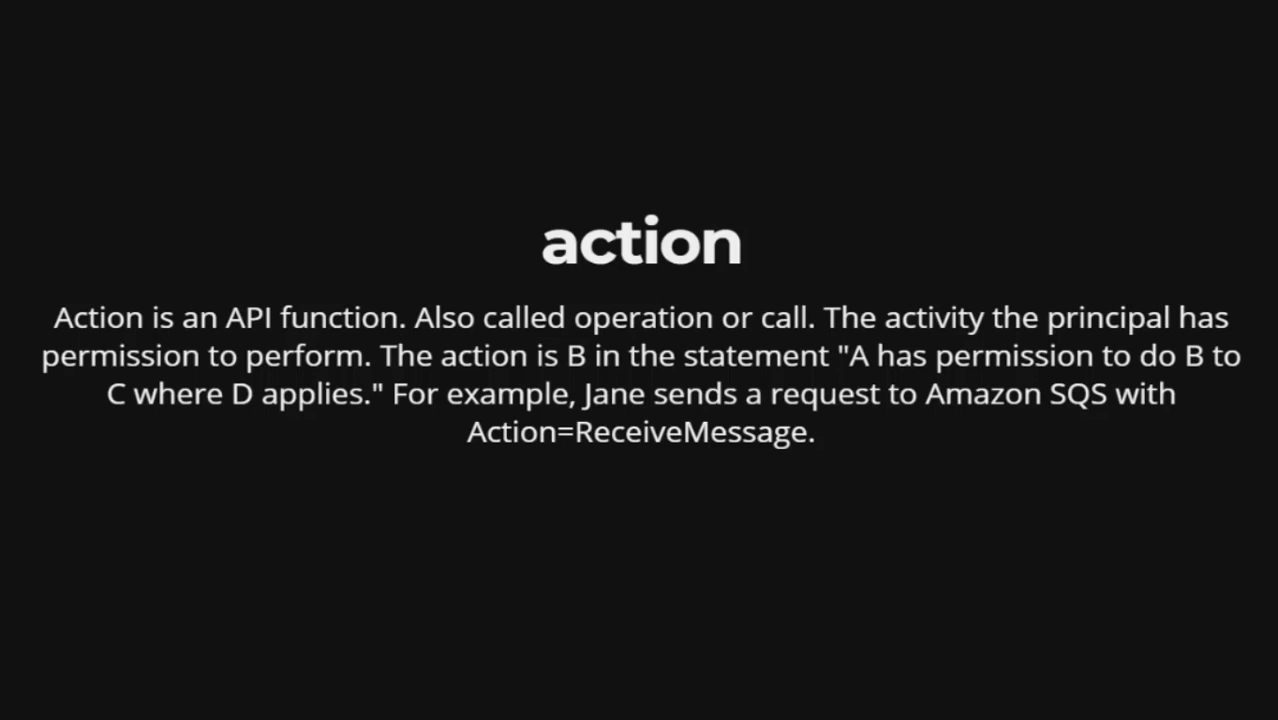 action
Action is an API function. Also called operation or call. The activity the principal has
permission to perform. The action is B in the statement "A has permission to do B to
C where D applies." For example, Jane sends a request to Amazon SQS with
Action=ReceiveMessage.